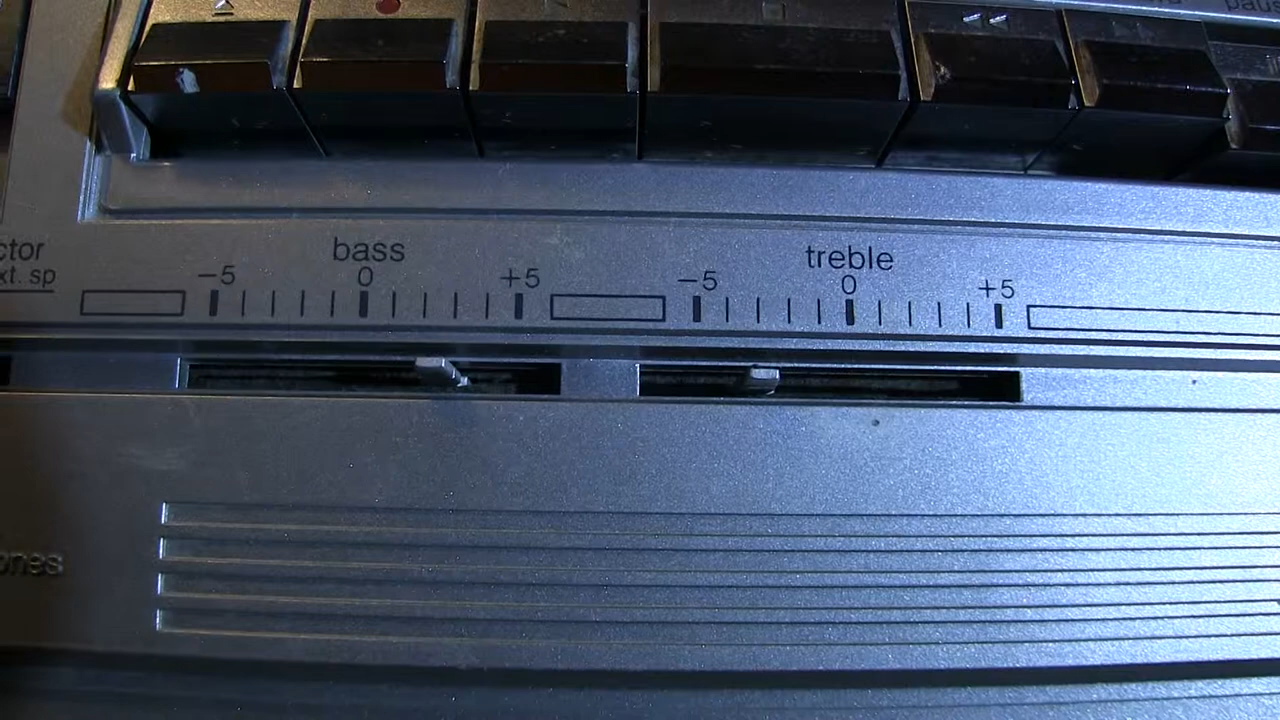 ctor
xt. sp
bass
−5 0 +5
treble
−5 0 +5
ones